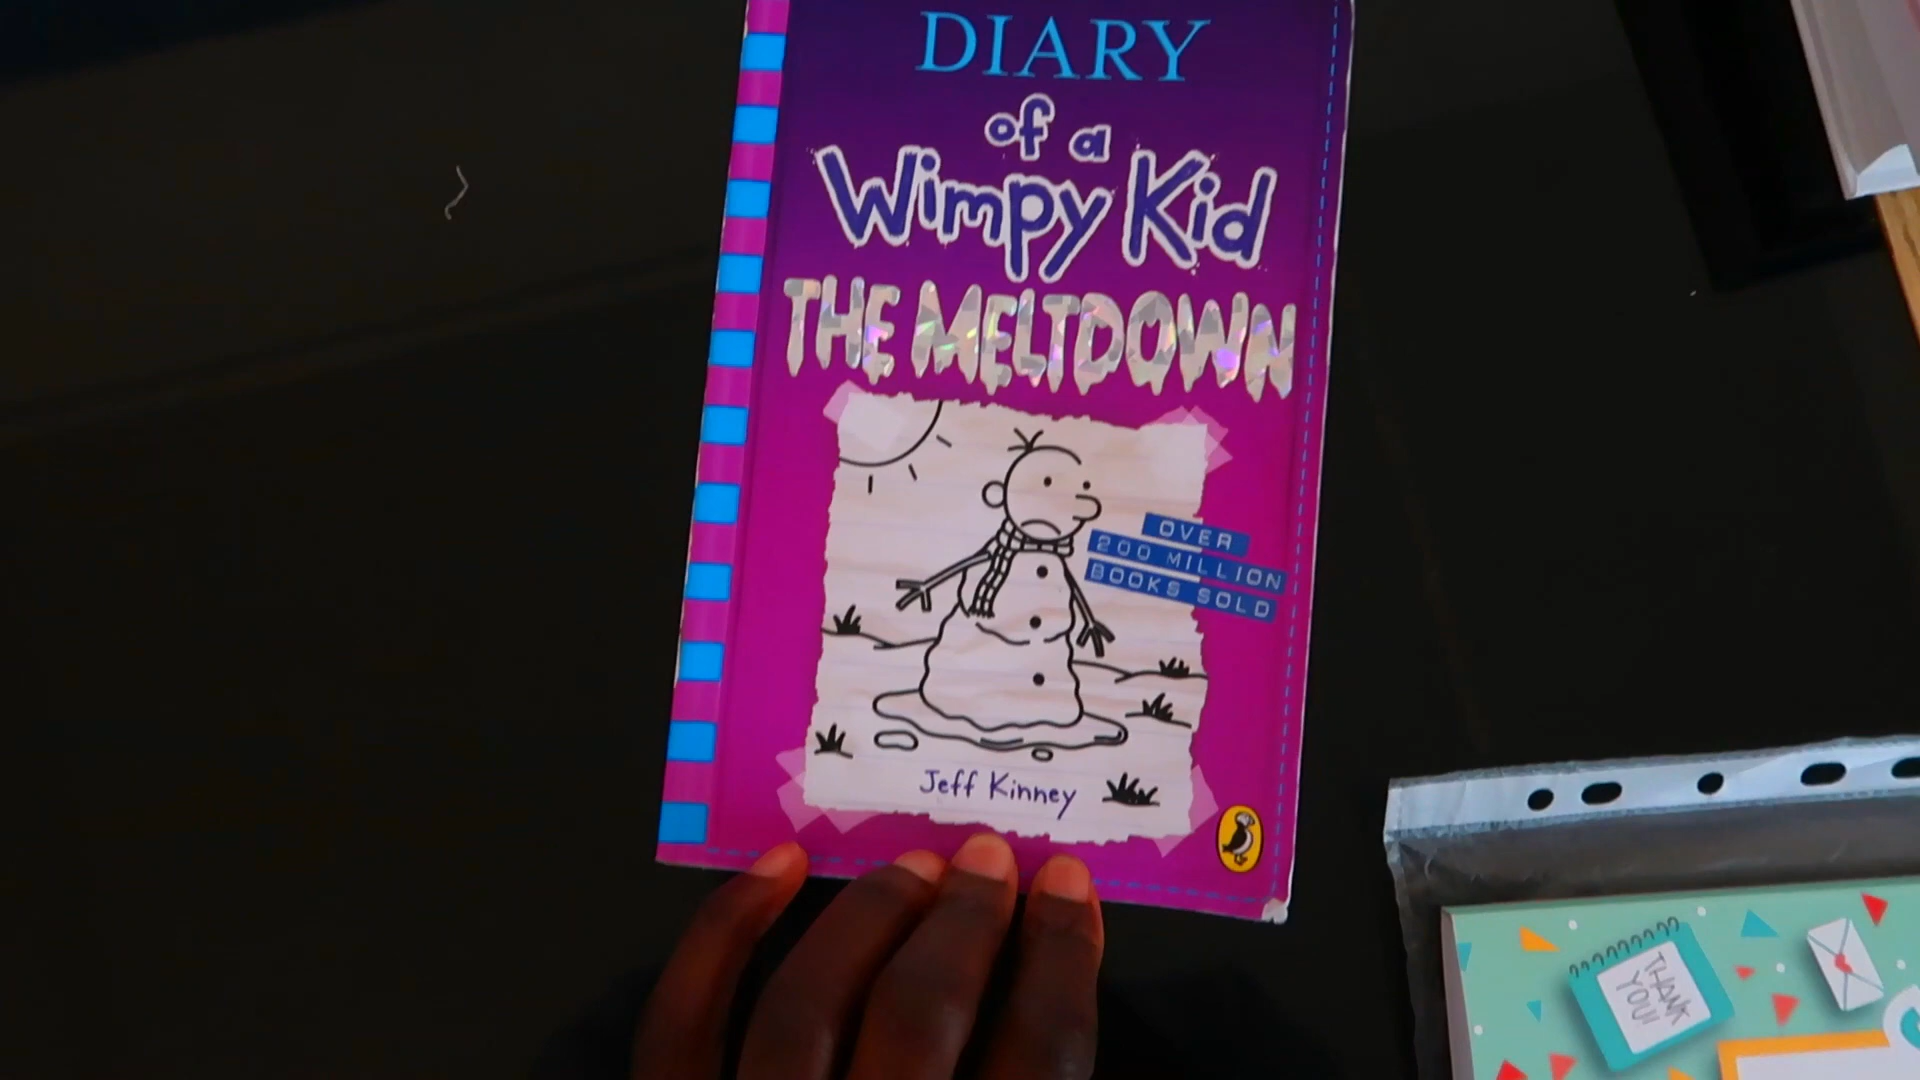 DIARY
of a
Wimpy Kid
THE MELTDOWN
OVER
200 MILLION
BOOKS SOLD
Jeff Kinney
THANK
YOU!